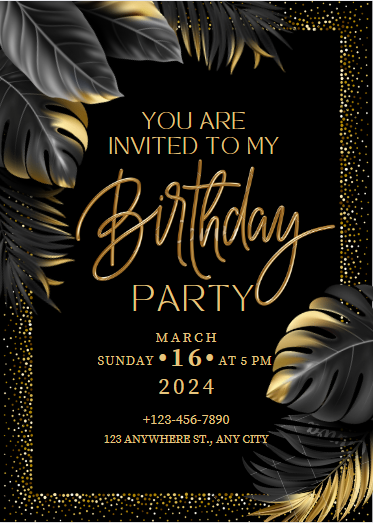 YOU ARE
INVITED TO MY
Birthday
PARTY
MARCH
SUNDAY •16• AT 5 PM
2024
+123-456-7890
123 ANYWHERE ST., ANY CITY